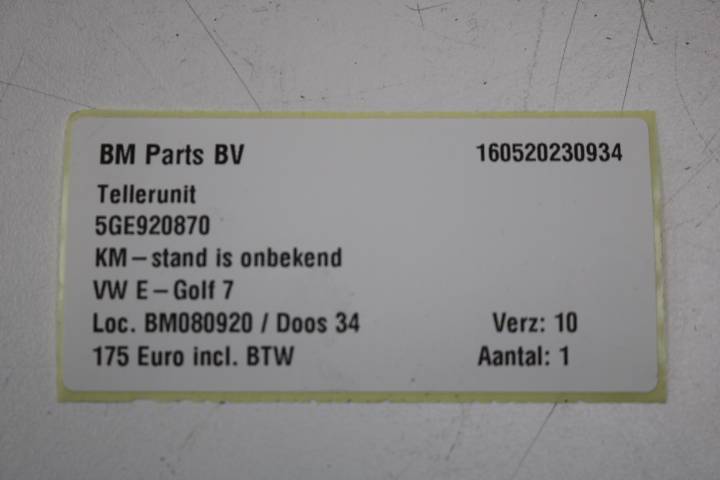 BM Parts BV 160520230934
Tellerunit
5GE920870
KM-stand is onbekend
VW E-Golf 7
Loc. BM080920 / Doos 34 Verz: 10
175 Euro incl. BTW Aantal: 1